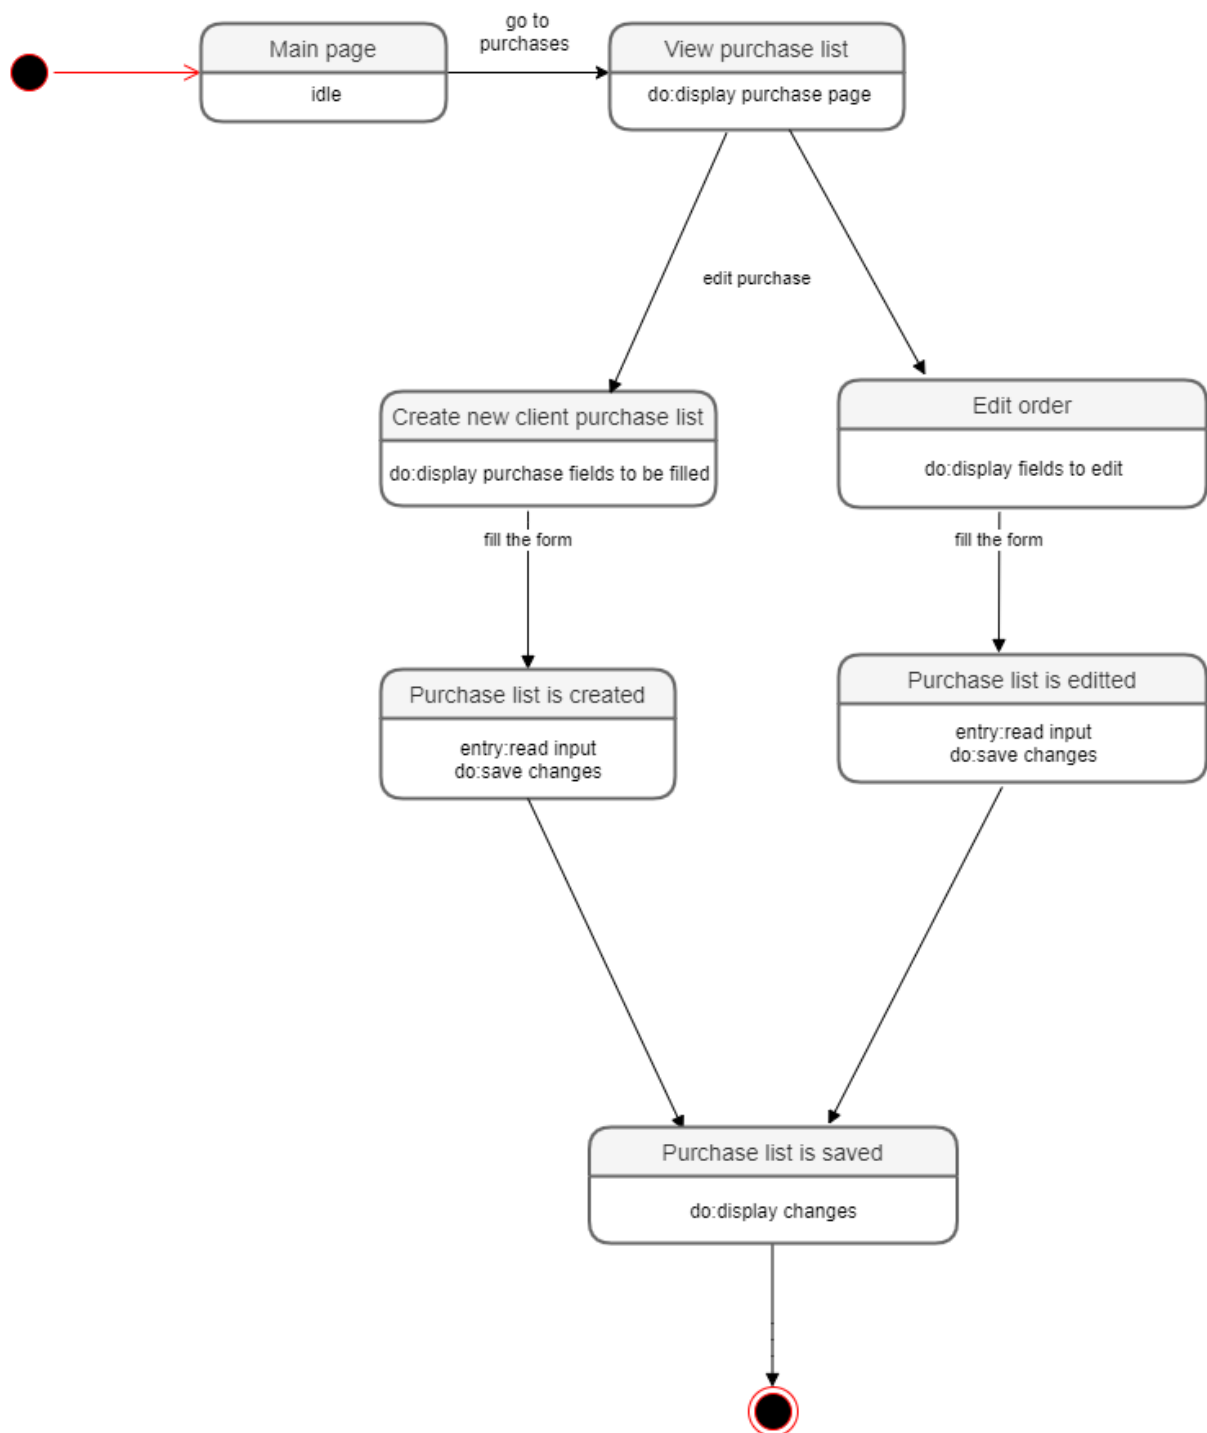 Main page
idle
go to
purchases
View purchase list
do:display purchase page
edit purchase
Create new client purchase list
do:display purchase fields to be filled
Edit order
do:display fields to edit
fill the form
fill the form
Purchase list is created
entry:read input
do:save changes
Purchase list is editted
entry:read input
do:save changes
Purchase list is saved
do:display changes